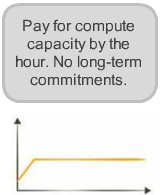 Pay for compute
capacity by the
hour. No long-term
commitments.